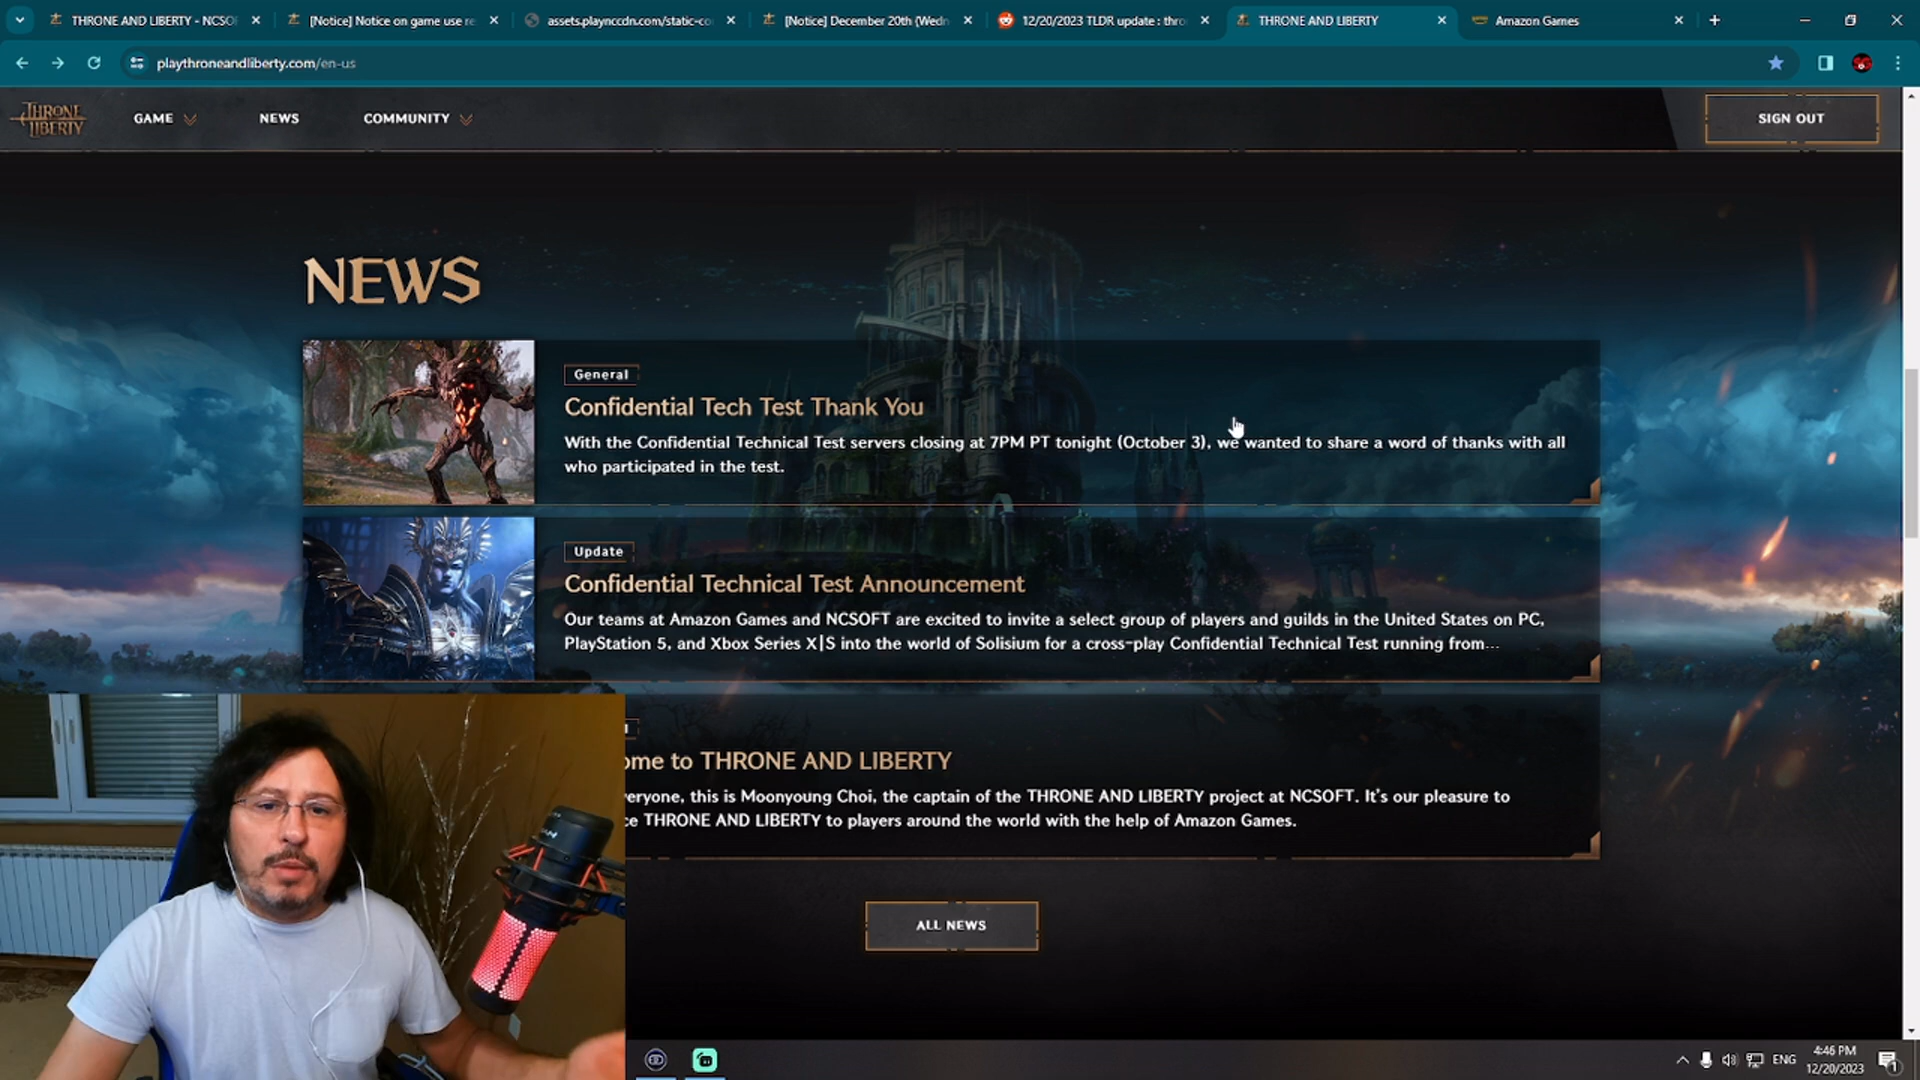 THRONE AND LIBERTY - NCSO
[Notice] Notice on game use re
assets.playnccdn.com/static-co
[Notice] December 20th (Wedn
12/20/2023 TLDR update : thro
THRONE AND LIBERTY
Amazon Games
playthroneandliberty.com/en-us
THRONE
LIBERTY
GAME
NEWS
COMMUNITY
SIGN OUT
NEWS
General
Confidential Tech Test Thank You
With the Confidential Technical Test servers closing at 7PM PT tonight (October 3), we wanted to share a word of thanks with all
who participated in the test.
Update
Confidential Technical Test Announcement
Our teams at Amazon Games and NCSOFT are excited to invite a select group of players and guilds in the United States on PC,
PlayStation 5, and Xbox Series X|S into the world of Solisium for a cross-play Confidential Technical Test running from...
ome to THRONE AND LIBERTY
veryone, this is Moonyoung Choi, the captain of the THRONE AND LIBERTY project at NCSOFT. It's our pleasure to
ce THRONE AND LIBERTY to players around the world with the help of Amazon Games.
ALL NEWS
ENG
4:46 PM
12/20/2023
1